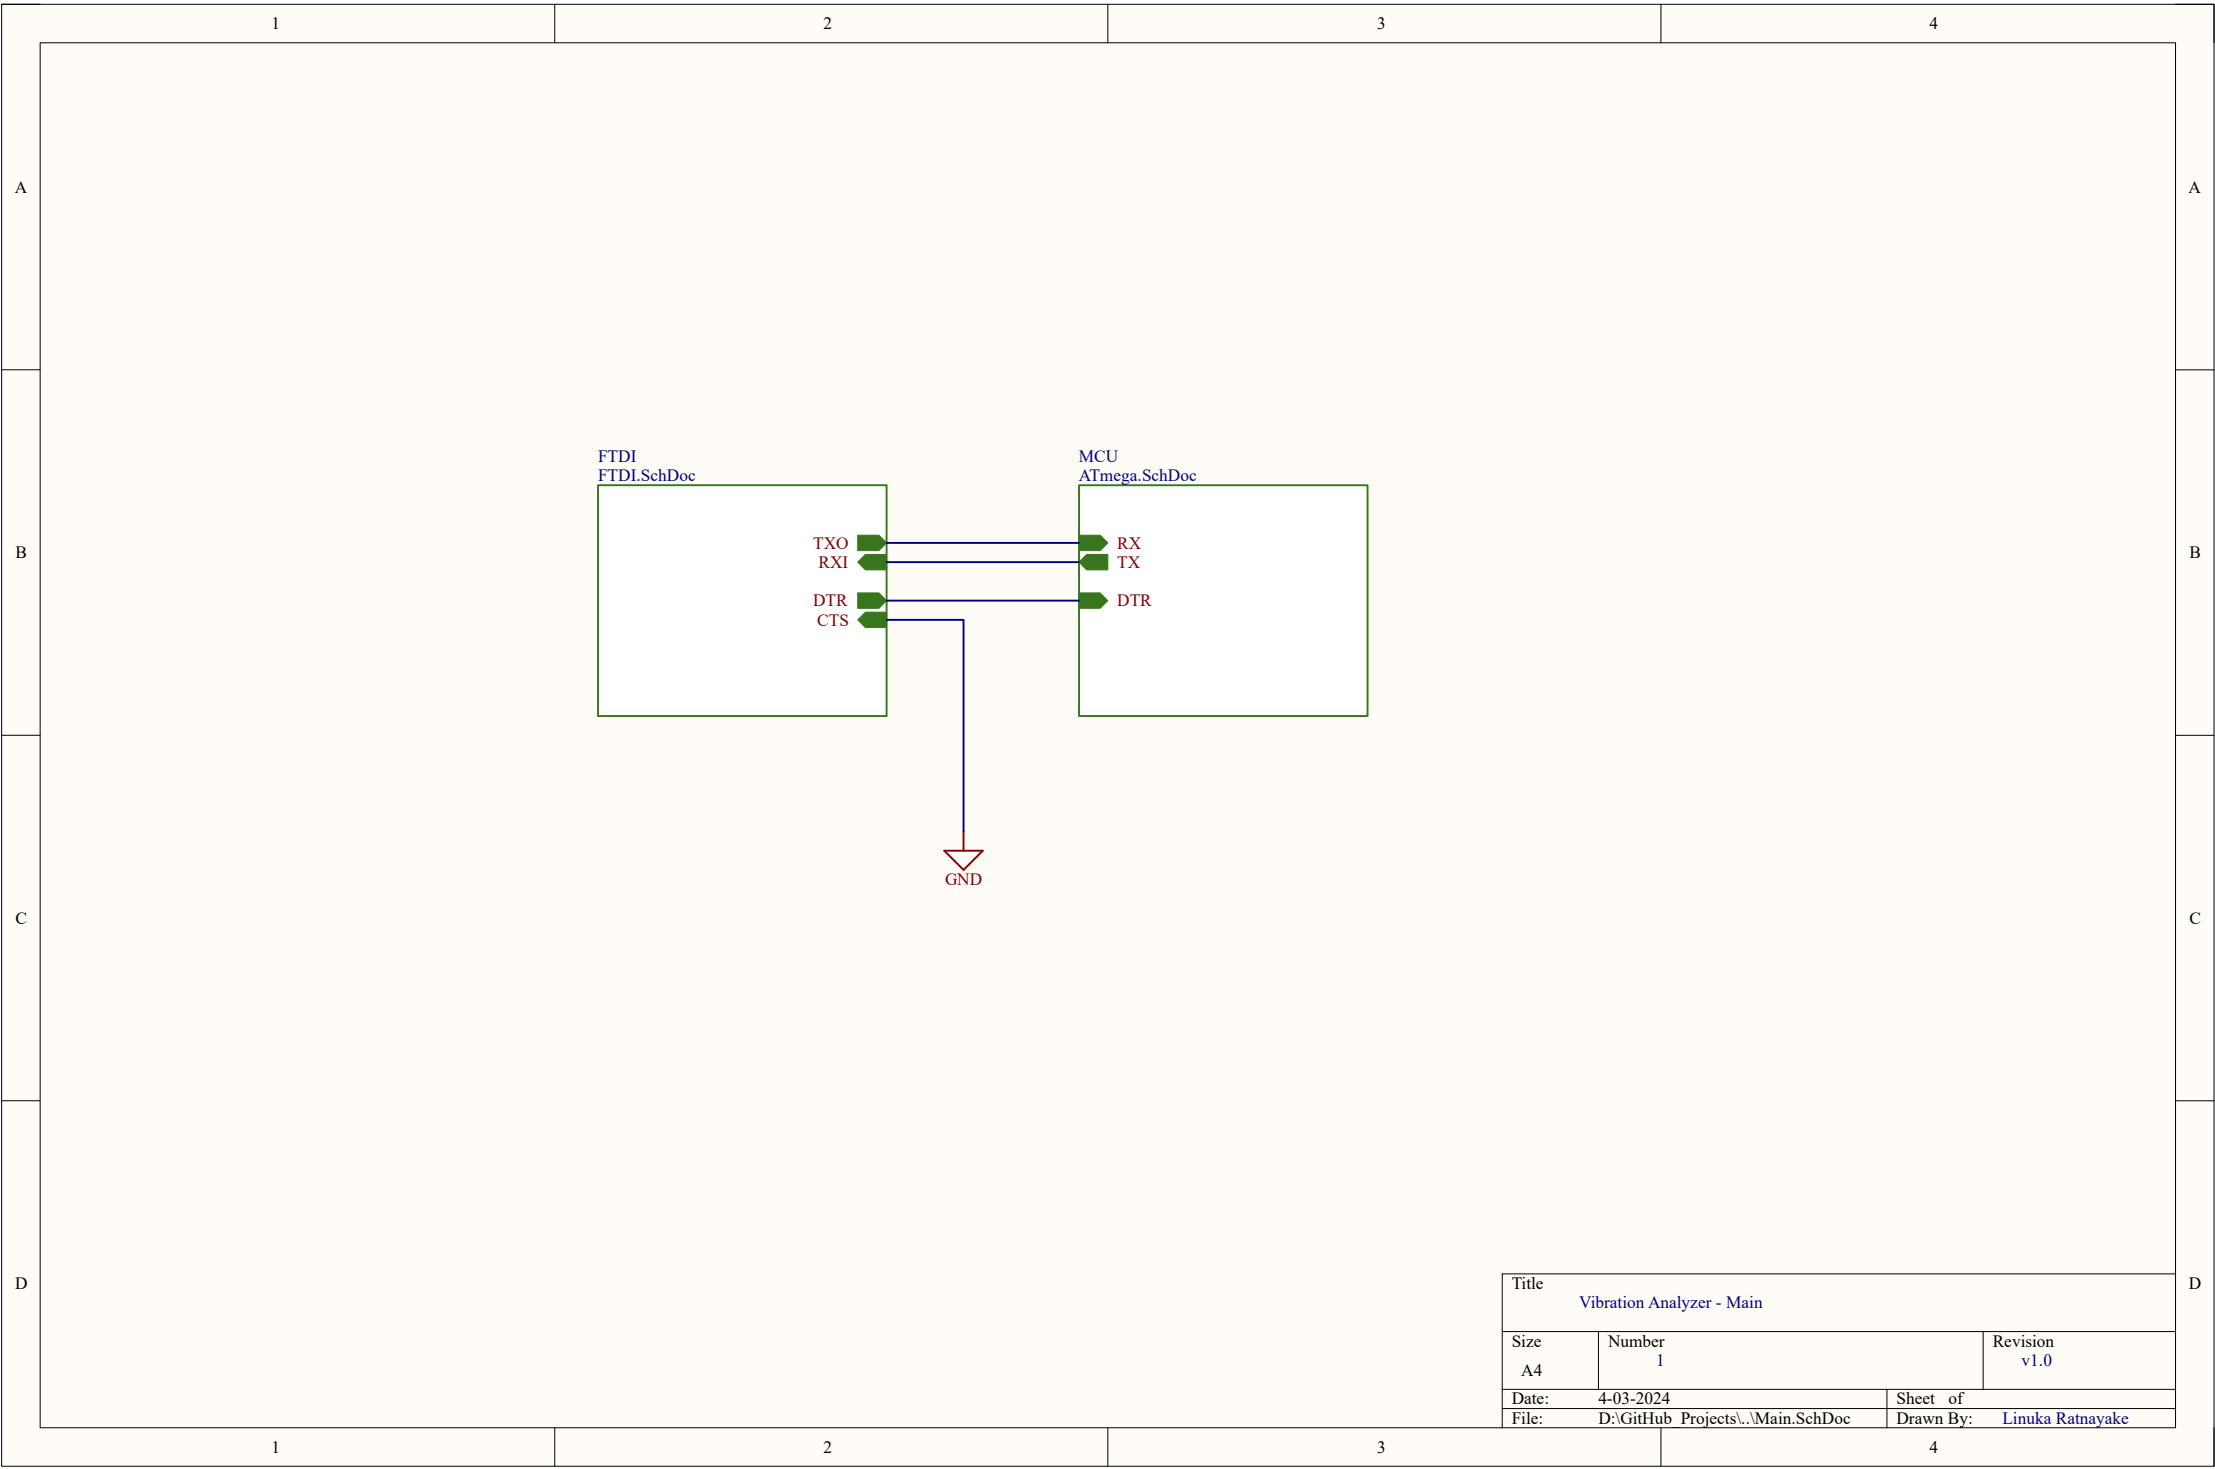 1 2 3 4
A A
FTDI MCU
FTDI.SchDoc ATmega.SchDoc
TXO RX
B B
RXI TX
DTR DTR
CTS
GND
C C
D D
Title
Vibration Analyzer - Main
Size Number Revision
1 v1.0
A4
Date: 4-03-2024 Sheet of
File: D:\GitHub_Projects\..\Main.SchDoc Drawn By: Linuka Ratnayake
1 2 3 4